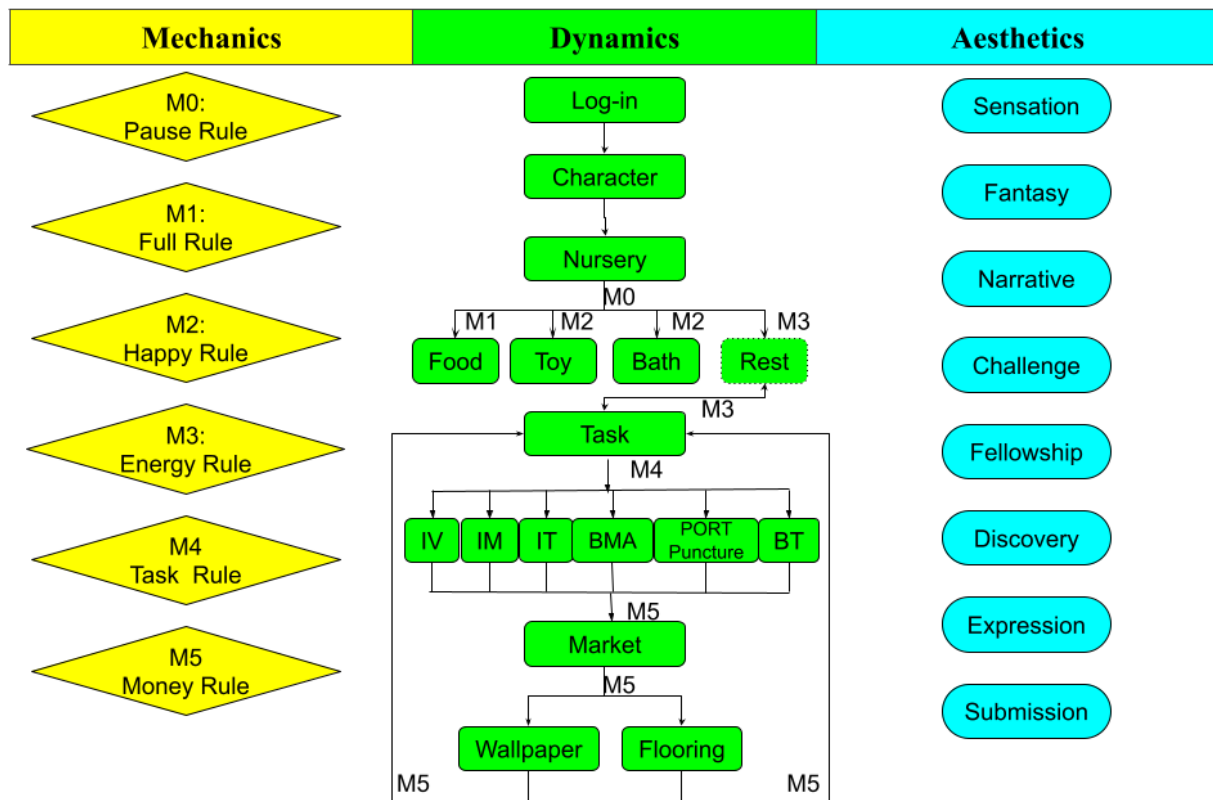 Mechanics
Dynamics
Aesthetics
M0:
Pause Rule
M1:
Full Rule
M2:
Happy Rule
M3:
Energy Rule
M4
Task Rule
M5
Money Rule
Log-in
Character
Nursery
M0
M1
M2
M2
M3
Food
Toy
Bath
Rest
M3
Task
M4
IV
IM
IT
BMA
PORT
Puncture
BT
M5
Market
M5
Wallpaper
Flooring
M5
M5
Sensation
Fantasy
Narrative
Challenge
Fellowship
Discovery
Expression
Submission